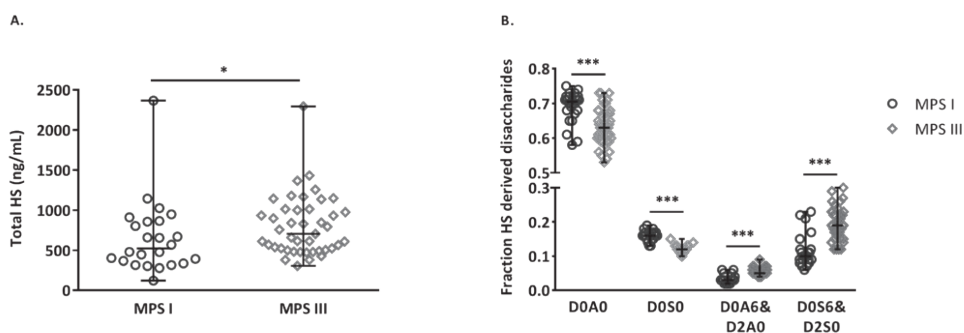 A.
Total HS (ng/mL)
2500
2000
1500
1000
500
0
*
MPS I
MPS III
B.
Fraction HS derived disaccharides
0.8
0.7
0.6
0.5
0.3
0.2
0.1
0.0
***
***
***
***
D0A0
D0S0
D0A6&
D2A0
D0S6&
D2S0
MPS I
MPS III